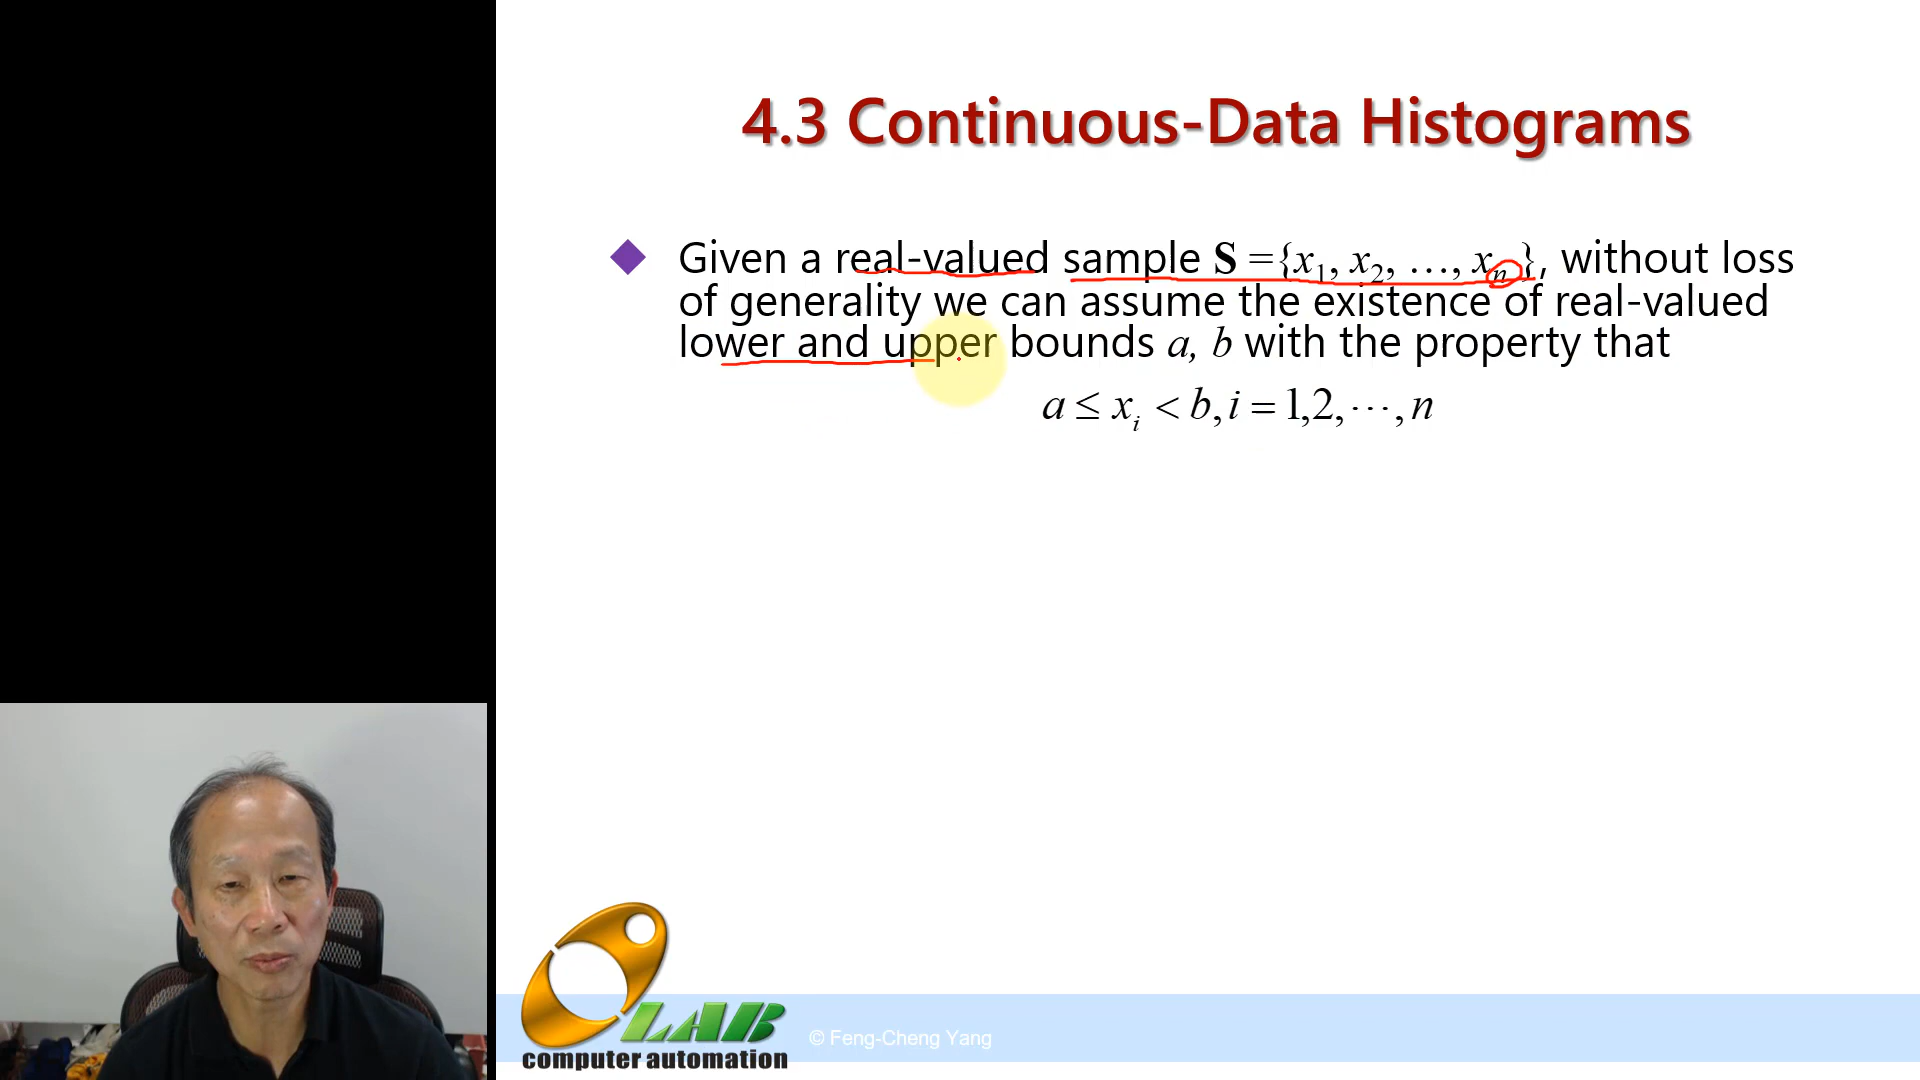 4.3 Continuous-Data Histograms
Given a real-valued sample S ={x₁, x₂, …, xₙ}, without loss
of generality we can assume the existence of real-valued
lower and upper bounds a, b with the property that
a ≤ xᵢ < b, i = 1,2,⋯, n
LAB
computer automation
© Feng-Cheng Yang